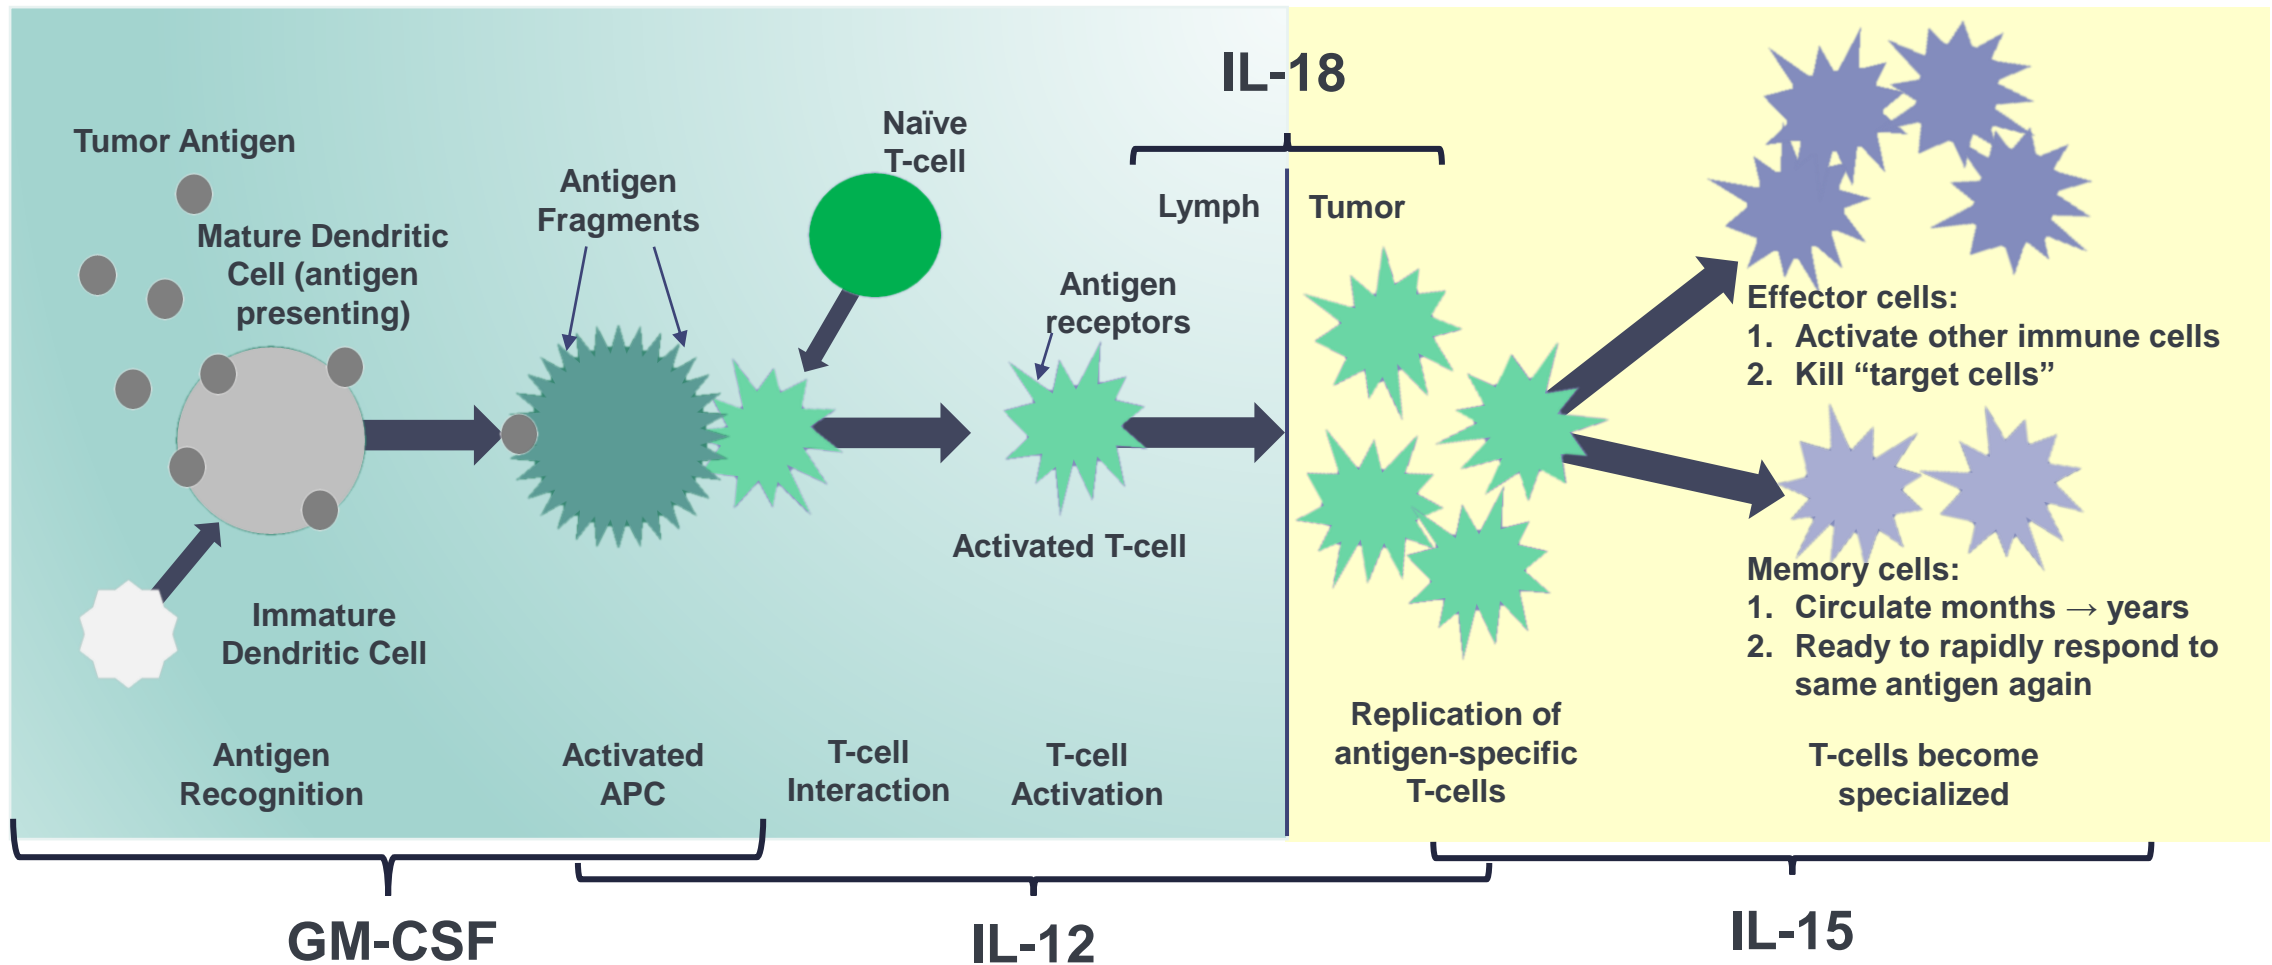 IL-18
Tumor Antigen
Naïve
T-cell
Antigen
Fragments
Lymph
Tumor
Mature Dendritic
Cell (antigen
presenting)
Antigen
receptors
Effector cells:
1. Activate other immune cells
2. Kill “target cells”
Activated T-cell
Immature
Dendritic Cell
Memory cells:
1. Circulate months → years
2. Ready to rapidly respond to
same antigen again
Antigen
Recognition
Activated
APC
T-cell
Interaction
T-cell
Activation
Replication of
antigen-specific
T-cells
T-cells become
specialized
GM-CSF
IL-12
IL-15